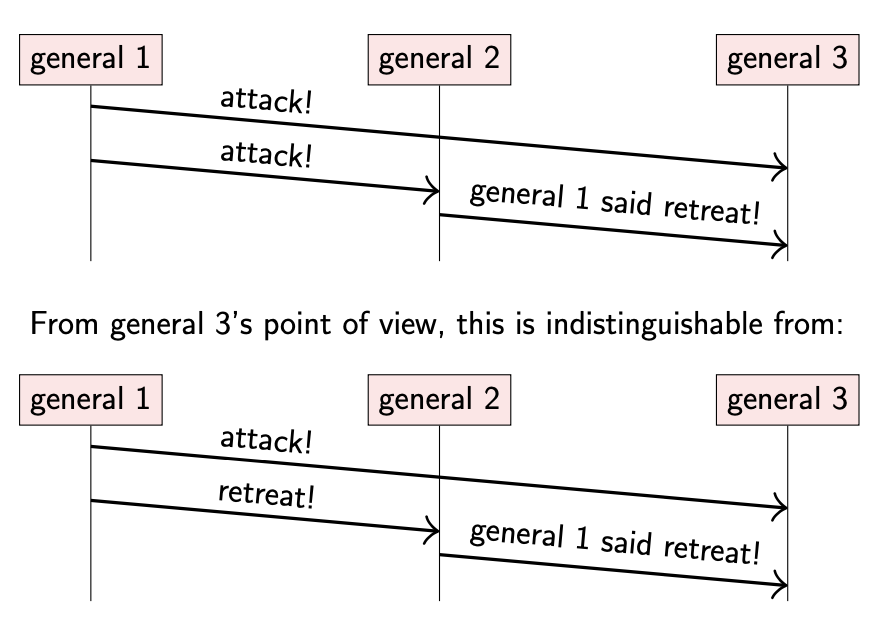 general 1 general 2 general 3
attack!
attack!
general 1 said retreat!
From general 3's point of view, this is indistinguishable from:
general 1 general 2 general 3
attack!
retreat!
general 1 said retreat!